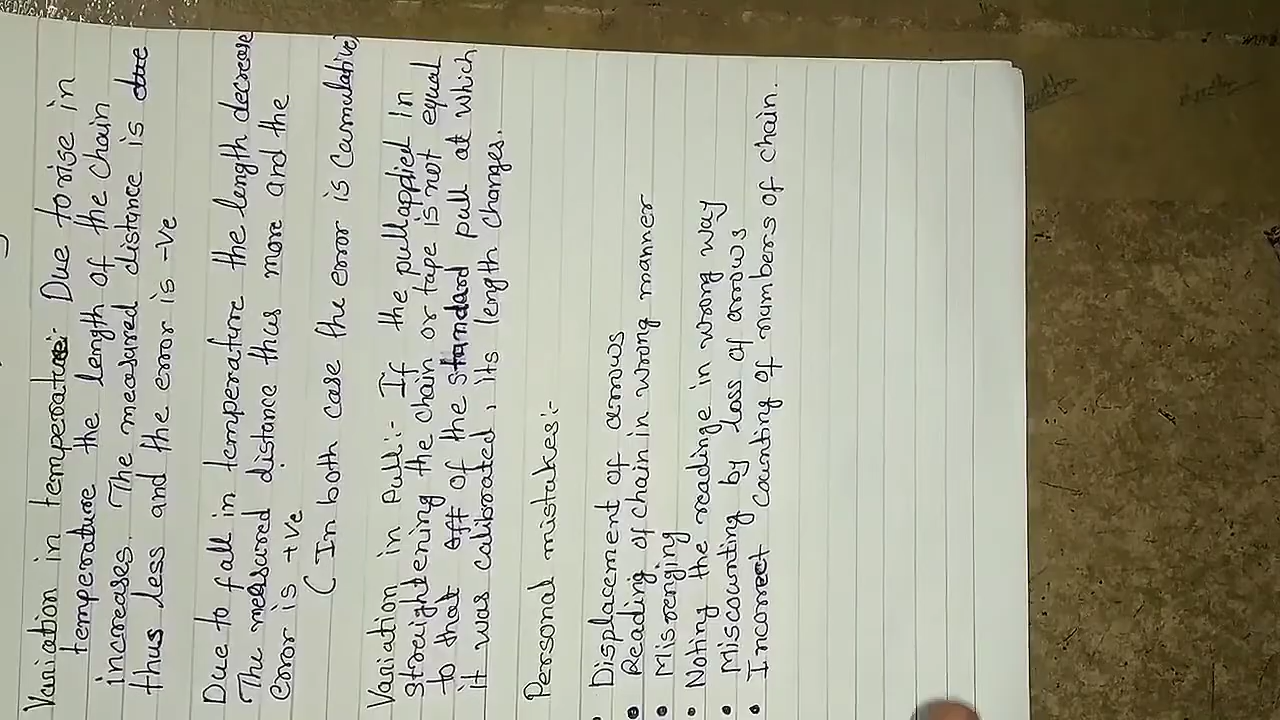 Variation in temperature:- Due to rise in
temperature the length of the chain
increases. The measured distance is
thus less and the error is -ve
Due to fall in temperature the length decrease
The measured distance thus more and the
error is +ve
(In both case the error is Cumulative)
Variation in Pull:- If the pull applied in
straightening the chain or tape is not equal
to that of the standard pull at which
it was calibrated, its length changes.
Personal mistakes:-
• Displacement of arrows
• Reading of chain in wrong manner
• Misrenging
• Noting the reading in wrong way
• Miscounting by loss of arrows
• Incorrect counting of numbers of chain.